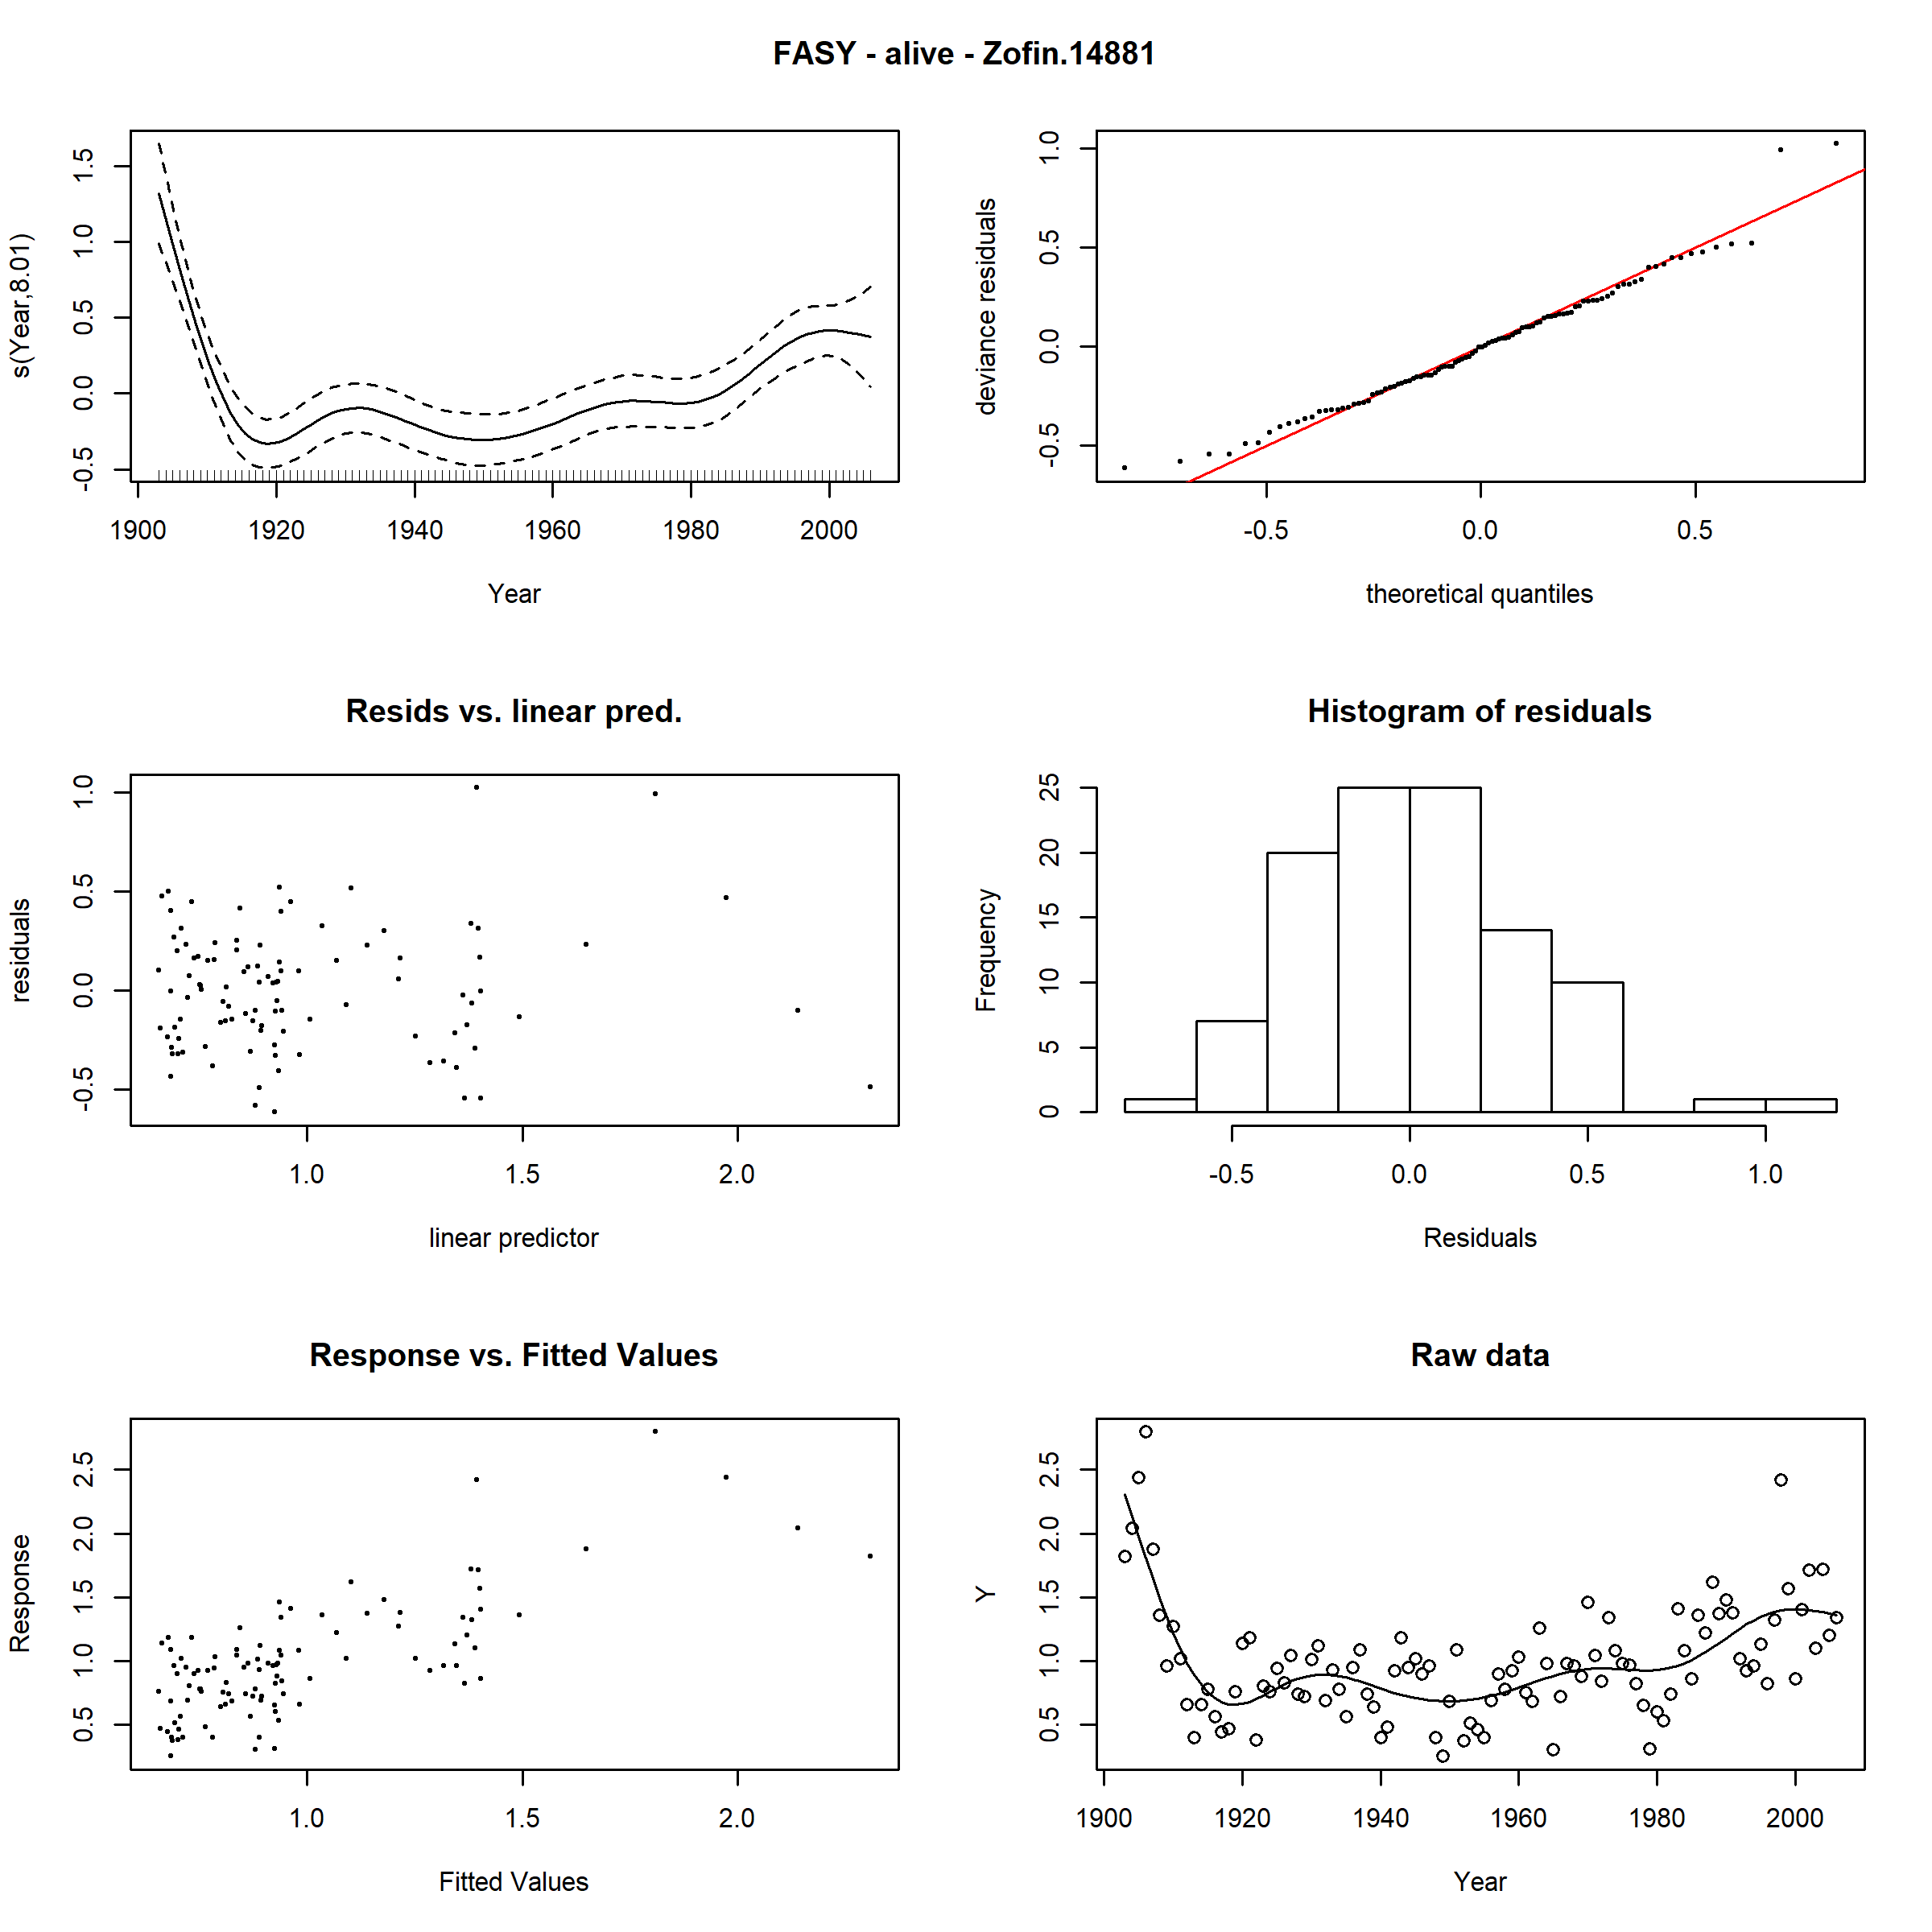 FASY - alive - Zofin.14881
s(Year,8.01)
-0.5 0.0 0.5 1.0 1.5
1900 1920 1940 1960 1980 2000
Year
deviance residuals
-0.5 0.0 0.5 1.0
-0.5 0.0 0.5
theoretical quantiles
Resids vs. linear pred.
residuals
-0.5 0.0 0.5 1.0
1.0 1.5 2.0
linear predictor
Histogram of residuals
Frequency
0 5 10 15 20 25
-0.5 0.0 0.5 1.0
Residuals
Response vs. Fitted Values
Response
0.5 1.0 1.5 2.0 2.5
1.0 1.5 2.0
Fitted Values
Raw data
Y
0.5 1.0 1.5 2.0 2.5
1900 1920 1940 1960 1980 2000
Year